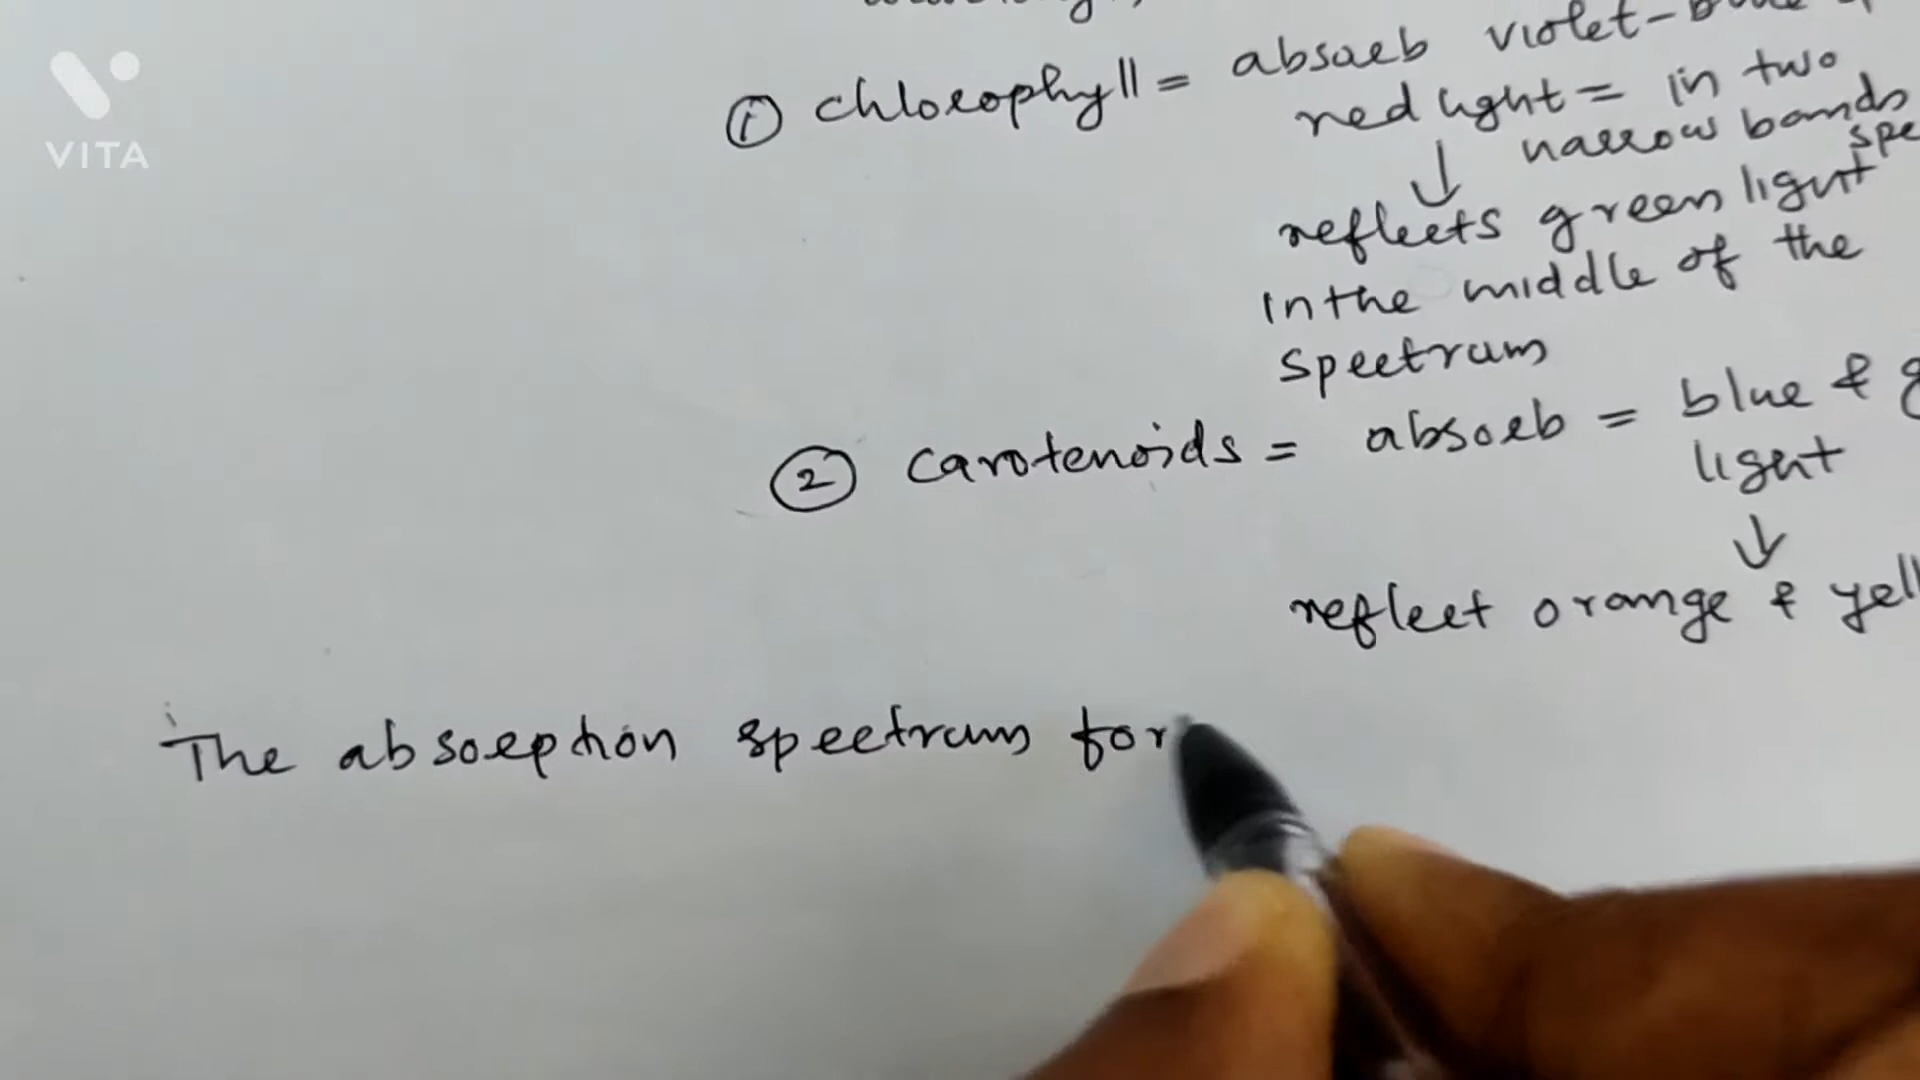 VITA
① chlorophyll = absorb violet-
red light = in two
narrow bands
↓
reflects green light
in the middle of the
spectrum
② carotenoids = absorb = blue &
light
↓
reflect orange &
The absorption spectrum for